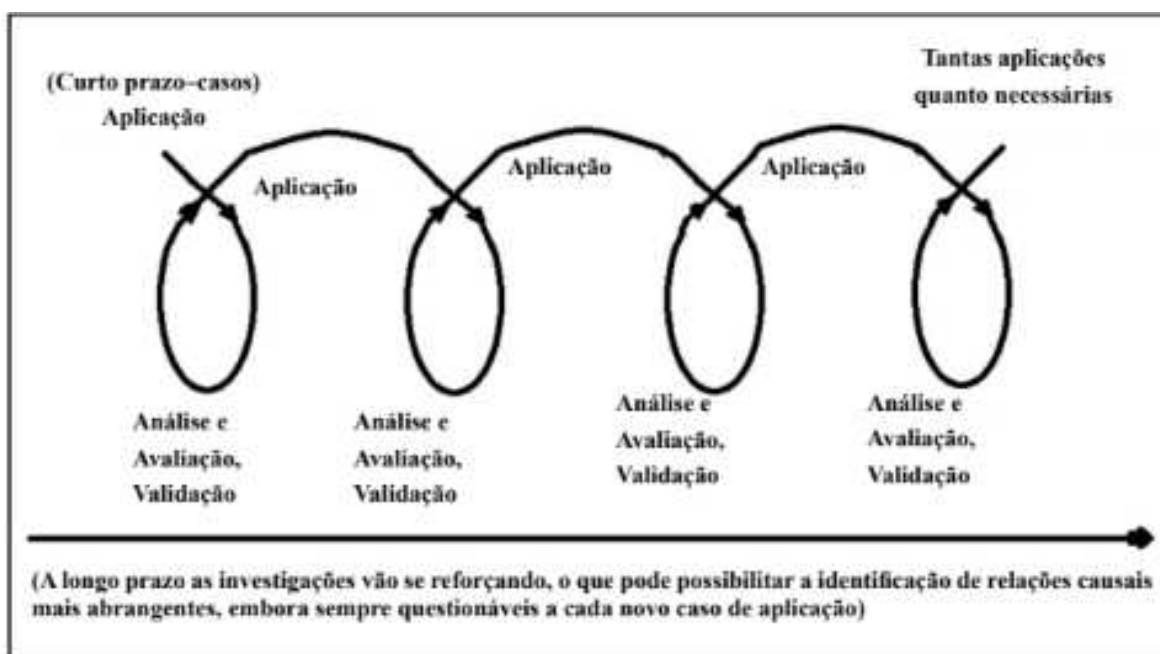 (Curto prazo–casos)
Aplicação
Tantas aplicações
quanto necessárias
Aplicação
Aplicação
Aplicação
Análise e
Avaliação,
Validação
Análise e
Avaliação,
Validação
Análise e
Avaliação,
Validação
Análise e
Avaliação,
Validação
(A longo prazo as investigações vão se reforçando, o que pode possibilitar a identificação de relações causais
mais abrangentes, embora sempre questionáveis a cada novo caso de aplicação)